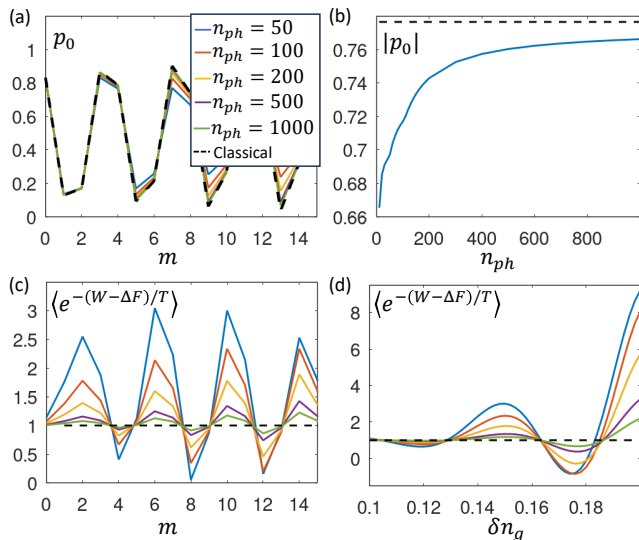 (a)
p₀
n_ph = 50
n_ph = 100
n_ph = 200
n_ph = 500
n_ph = 1000
Classical
1
0.8
0.6
0.4
0.2
0
0 2 4 6 8 10 12 14
m
(b)
|p₀|
0.76
0.74
0.72
0.7
0.68
0.66
0 200 400 600 800
n_ph
(c)
⟨e^{-(W-ΔF)/T}⟩
3
2.5
2
1.5
1
0.5
0
0 2 4 6 8 10 12 14
m
(d)
⟨e^{-(W-ΔF)/T}⟩
8
6
4
2
0
0.1 0.12 0.14 0.16 0.18
δn_g